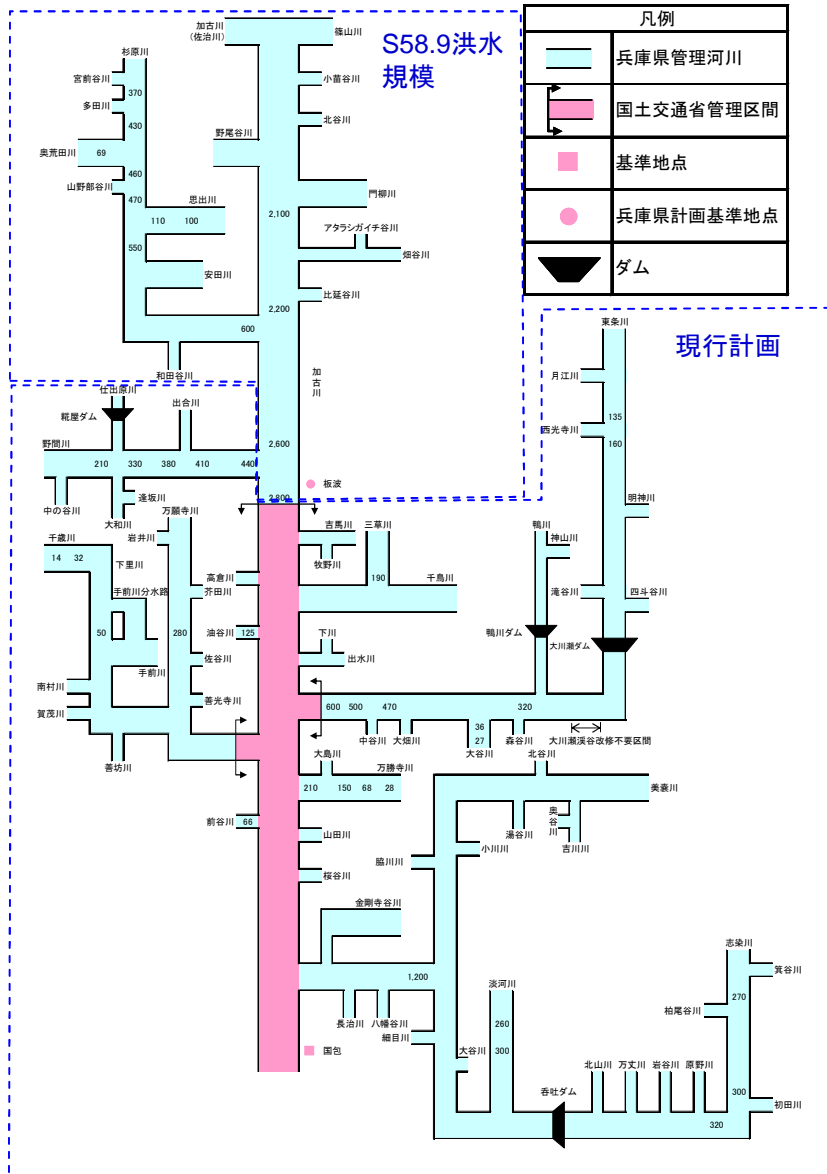 加古川
(佐治川)
篠山川
S58.9洪水
規模
凡例
兵庫県管理河川
国土交通省管理区間
基準地点
兵庫県計画基準地点
ダム
杉原川
宮前谷川
370
多田川
430
奥荒田川
69
460
山野部谷川
470
思出川
110
100
550
安田川
600
和田谷川
小苗谷川
北谷川
野尾谷川
門柳川
2,100
アタラシガイチ谷川
畑谷川
比延谷川
2,200
加古川
2,600
板波
2,800
現行計画
東条川
月江川
135
西光寺川
160
明神川
滝谷川
四斗谷川
大川瀬ダム
鴨川
神山川
鴨川ダム
仕出原川
糀屋ダム
出合川
野間川
210
330
380
410
440
中の谷川
逢坂川
大和川
万願寺川
千歳川
岩井川
14
32
下里川
手前川分水路
高倉川
芥田川
50
280
油谷川
125
手前川
佐谷川
南村川
賀茂川
善光寺川
善坊川
吉馬川
三草川
牧野川
190
千鳥川
下川
出水川
600
500
470
320
中谷川
大畑川
36
27
大谷川
森谷川
大川瀬渓谷改修不要区間
大島川
万勝寺川
210
150
68
28
前谷川
66
山田川
桜谷川
北谷川
美嚢川
湯谷川
奥谷川
吉川川
小川川
脇川川
金剛寺谷川
1,200
長治川
八幡谷川
細目川
国包
淡河川
260
300
大谷川
呑吐ダム
北山川
万丈川
岩谷川
原野川
志染川
箕谷川
270
柏尾谷川
300
初田川
320